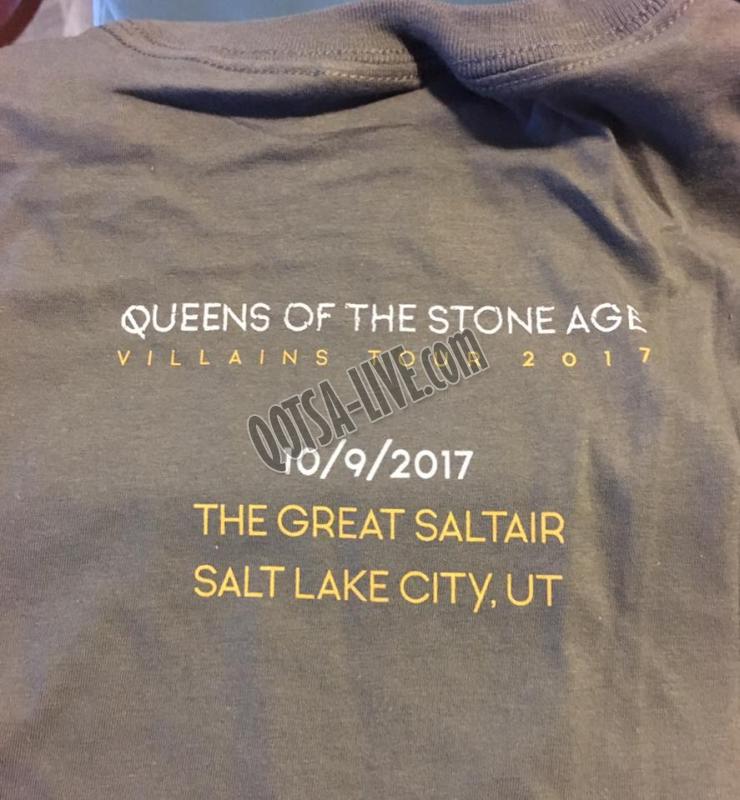 QUEENS OF THE STONE AGE
VILLAINS TOUR 2017
QOTSA-LIVE.com
10/9/2017
THE GREAT SALTAIR
SALT LAKE CITY, UT